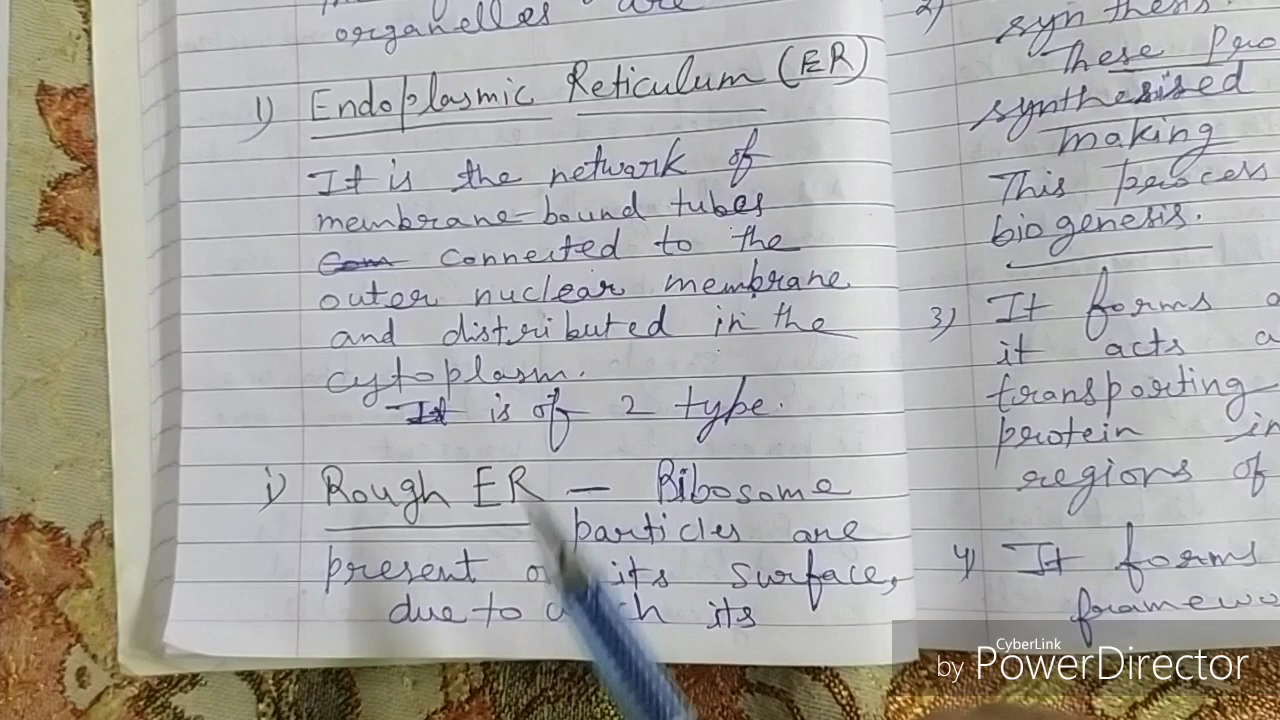 organelles are
1) Endoplasmic Reticulum (ER)
It is the network of
membrane-bound tubes
connected to the
outer nuclear membrane
and distributed in the
cytoplasm.
It is of 2 type.
i) Rough ER – Ribosome
particles are
present its surface,
due to its
2) synthesis.
These pro
synthesised
making
This process
biogenesis.
3) It forms
it acts a
transporting
protein in
regions of
4) It forms
framewo
CyberLink
by PowerDirector